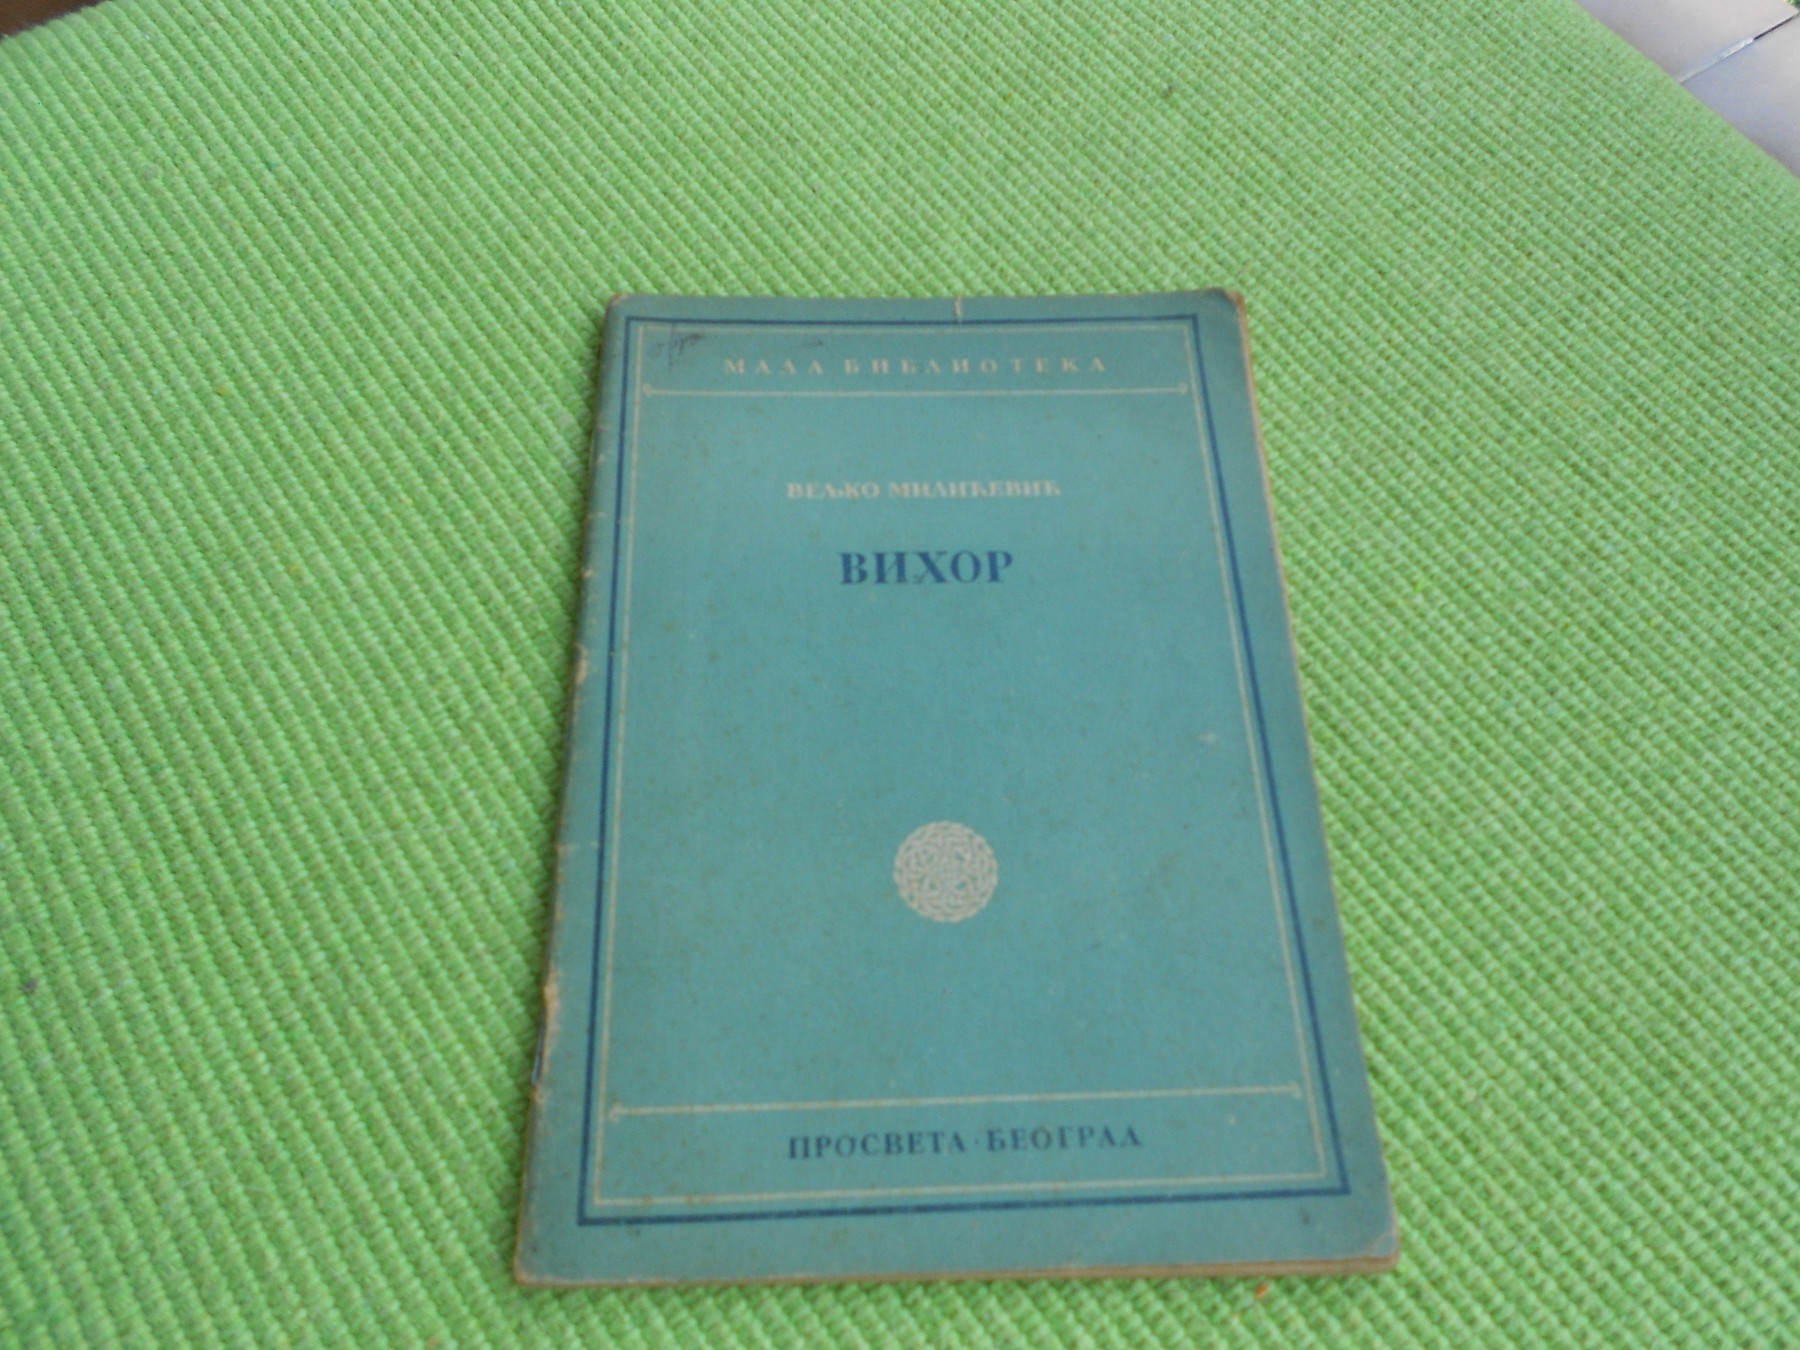 МАЛА БИБЛИОТЕКА
ВЕЉКО МИЛИЋЕВИЋ
ВИХОР
ПРОСВЕТА · БЕОГРАД